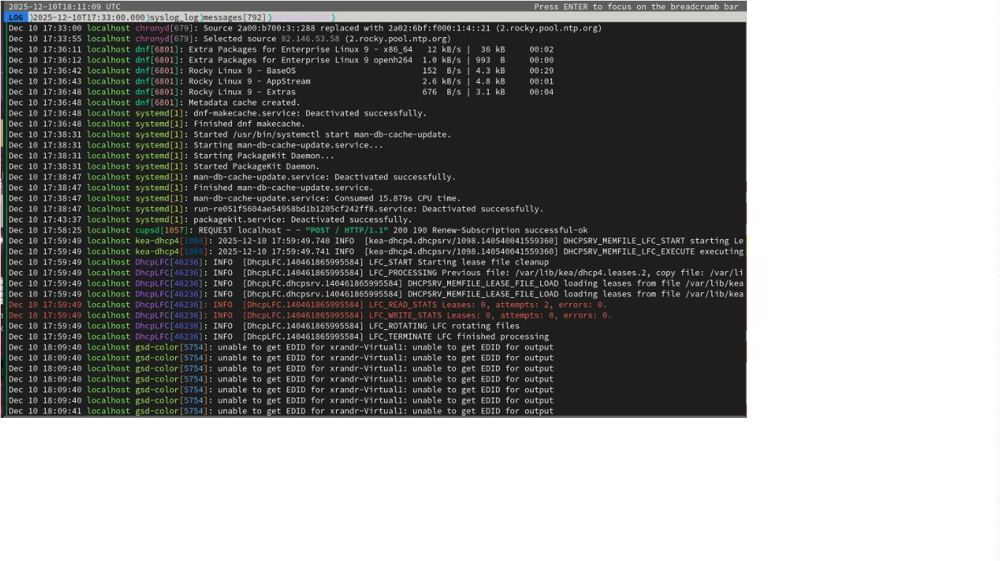 2025-12-10T18:11:09 UTC Press ENTER to focus on the breadcrumb bar
LOG ⟩2025-12-10T17:33:00.000⟩syslog_log⟩messages[792]⟩chronyd[679]⟩
Dec 10 17:33:00 localhost chronyd[679]: Source 2a00:b700:3::288 replaced with 2a02:6bf:f000:1:4::21 (2.rocky.pool.ntp.org)
Dec 10 17:33:55 localhost chronyd[679]: Selected source 82.146.53.58 (2.rocky.pool.ntp.org)
Dec 10 17:36:11 localhost dnf[6801]: Extra Packages for Enterprise Linux 9 - x86_64 12 kB/s | 36 kB 00:02
Dec 10 17:36:12 localhost dnf[6801]: Extra Packages for Enterprise Linux 9 openh264 1.0 kB/s | 993 B 00:00
Dec 10 17:36:42 localhost dnf[6801]: Rocky Linux 9 - BaseOS 152 B/s | 4.3 kB 00:29
Dec 10 17:36:43 localhost dnf[6801]: Rocky Linux 9 - AppStream 2.6 kB/s | 4.8 kB 00:01
Dec 10 17:36:48 localhost dnf[6801]: Rocky Linux 9 - Extras 676 B/s | 3.1 kB 00:04
Dec 10 17:36:48 localhost dnf[6801]: Metadata cache created.
Dec 10 17:36:48 localhost systemd[1]: dnf-makecache.service: Deactivated successfully.
Dec 10 17:36:48 localhost systemd[1]: Finished dnf makecache.
Dec 10 17:38:31 localhost systemd[1]: Started /usr/bin/systemctl start man-db-cache-update.
Dec 10 17:38:31 localhost systemd[1]: Starting man-db-cache-update.service...
Dec 10 17:38:31 localhost systemd[1]: Starting PackageKit Daemon...
Dec 10 17:38:31 localhost systemd[1]: Started PackageKit Daemon.
Dec 10 17:38:47 localhost systemd[1]: man-db-cache-update.service: Deactivated successfully.
Dec 10 17:38:47 localhost systemd[1]: Finished man-db-cache-update.service.
Dec 10 17:38:47 localhost systemd[1]: man-db-cache-update.service: Consumed 15.879s CPU time.
Dec 10 17:38:47 localhost systemd[1]: run-re051f5604ae54958bd1b1205cf242ff8.service: Deactivated successfully.
Dec 10 17:43:37 localhost systemd[1]: packagekit.service: Deactivated successfully.
Dec 10 17:58:25 localhost cupsd[1057]: REQUEST localhost - - "POST / HTTP/1.1" 200 190 Renew-Subscription successful-ok
Dec 10 17:59:49 localhost kea-dhcp4[1098]: 2025-12-10 17:59:49.740 INFO [kea-dhcp4.dhcpsrv/1098.140540041559360] DHCPSRV_MEMFILE_LFC_START starting Le
Dec 10 17:59:49 localhost kea-dhcp4[1098]: 2025-12-10 17:59:49.741 INFO [kea-dhcp4.dhcpsrv/1098.140540041559360] DHCPSRV_MEMFILE_LFC_EXECUTE executing
Dec 10 17:59:49 localhost DhcpLFC[46236]: INFO [DhcpLFC.140461865995584] LFC_START Starting lease file cleanup
Dec 10 17:59:49 localhost DhcpLFC[46236]: INFO [DhcpLFC.140461865995584] LFC_PROCESSING Previous file: /var/lib/kea/dhcp4.leases.2, copy file: /var/li
Dec 10 17:59:49 localhost DhcpLFC[46236]: INFO [DhcpLFC.dhcpsrv.140461865995584] DHCPSRV_MEMFILE_LEASE_FILE_LOAD loading leases from file /var/lib/kea
Dec 10 17:59:49 localhost DhcpLFC[46236]: INFO [DhcpLFC.dhcpsrv.140461865995584] DHCPSRV_MEMFILE_LEASE_FILE_LOAD loading leases from file /var/lib/kea
Dec 10 17:59:49 localhost DhcpLFC[46236]: INFO [DhcpLFC.140461865995584] LFC_READ_STATS Leases: 0, attempts: 2, errors: 0.
Dec 10 17:59:49 localhost DhcpLFC[46236]: INFO [DhcpLFC.140461865995584] LFC_WRITE_STATS Leases: 0, attempts: 0, errors: 0.
Dec 10 17:59:49 localhost DhcpLFC[46236]: INFO [DhcpLFC.140461865995584] LFC_ROTATING LFC rotating files
Dec 10 17:59:49 localhost DhcpLFC[46236]: INFO [DhcpLFC.140461865995584] LFC_TERMINATE LFC finished processing
Dec 10 18:09:40 localhost gsd-color[5754]: unable to get EDID for xrandr-Virtual1: unable to get EDID for output
Dec 10 18:09:40 localhost gsd-color[5754]: unable to get EDID for xrandr-Virtual1: unable to get EDID for output
Dec 10 18:09:40 localhost gsd-color[5754]: unable to get EDID for xrandr-Virtual1: unable to get EDID for output
Dec 10 18:09:40 localhost gsd-color[5754]: unable to get EDID for xrandr-Virtual1: unable to get EDID for output
Dec 10 18:09:40 localhost gsd-color[5754]: unable to get EDID for xrandr-Virtual1: unable to get EDID for output
Dec 10 18:09:40 localhost gsd-color[5754]: unable to get EDID for xrandr-Virtual1: unable to get EDID for output
Dec 10 18:09:41 localhost gsd-color[5754]: unable to get EDID for xrandr-Virtual1: unable to get EDID for output